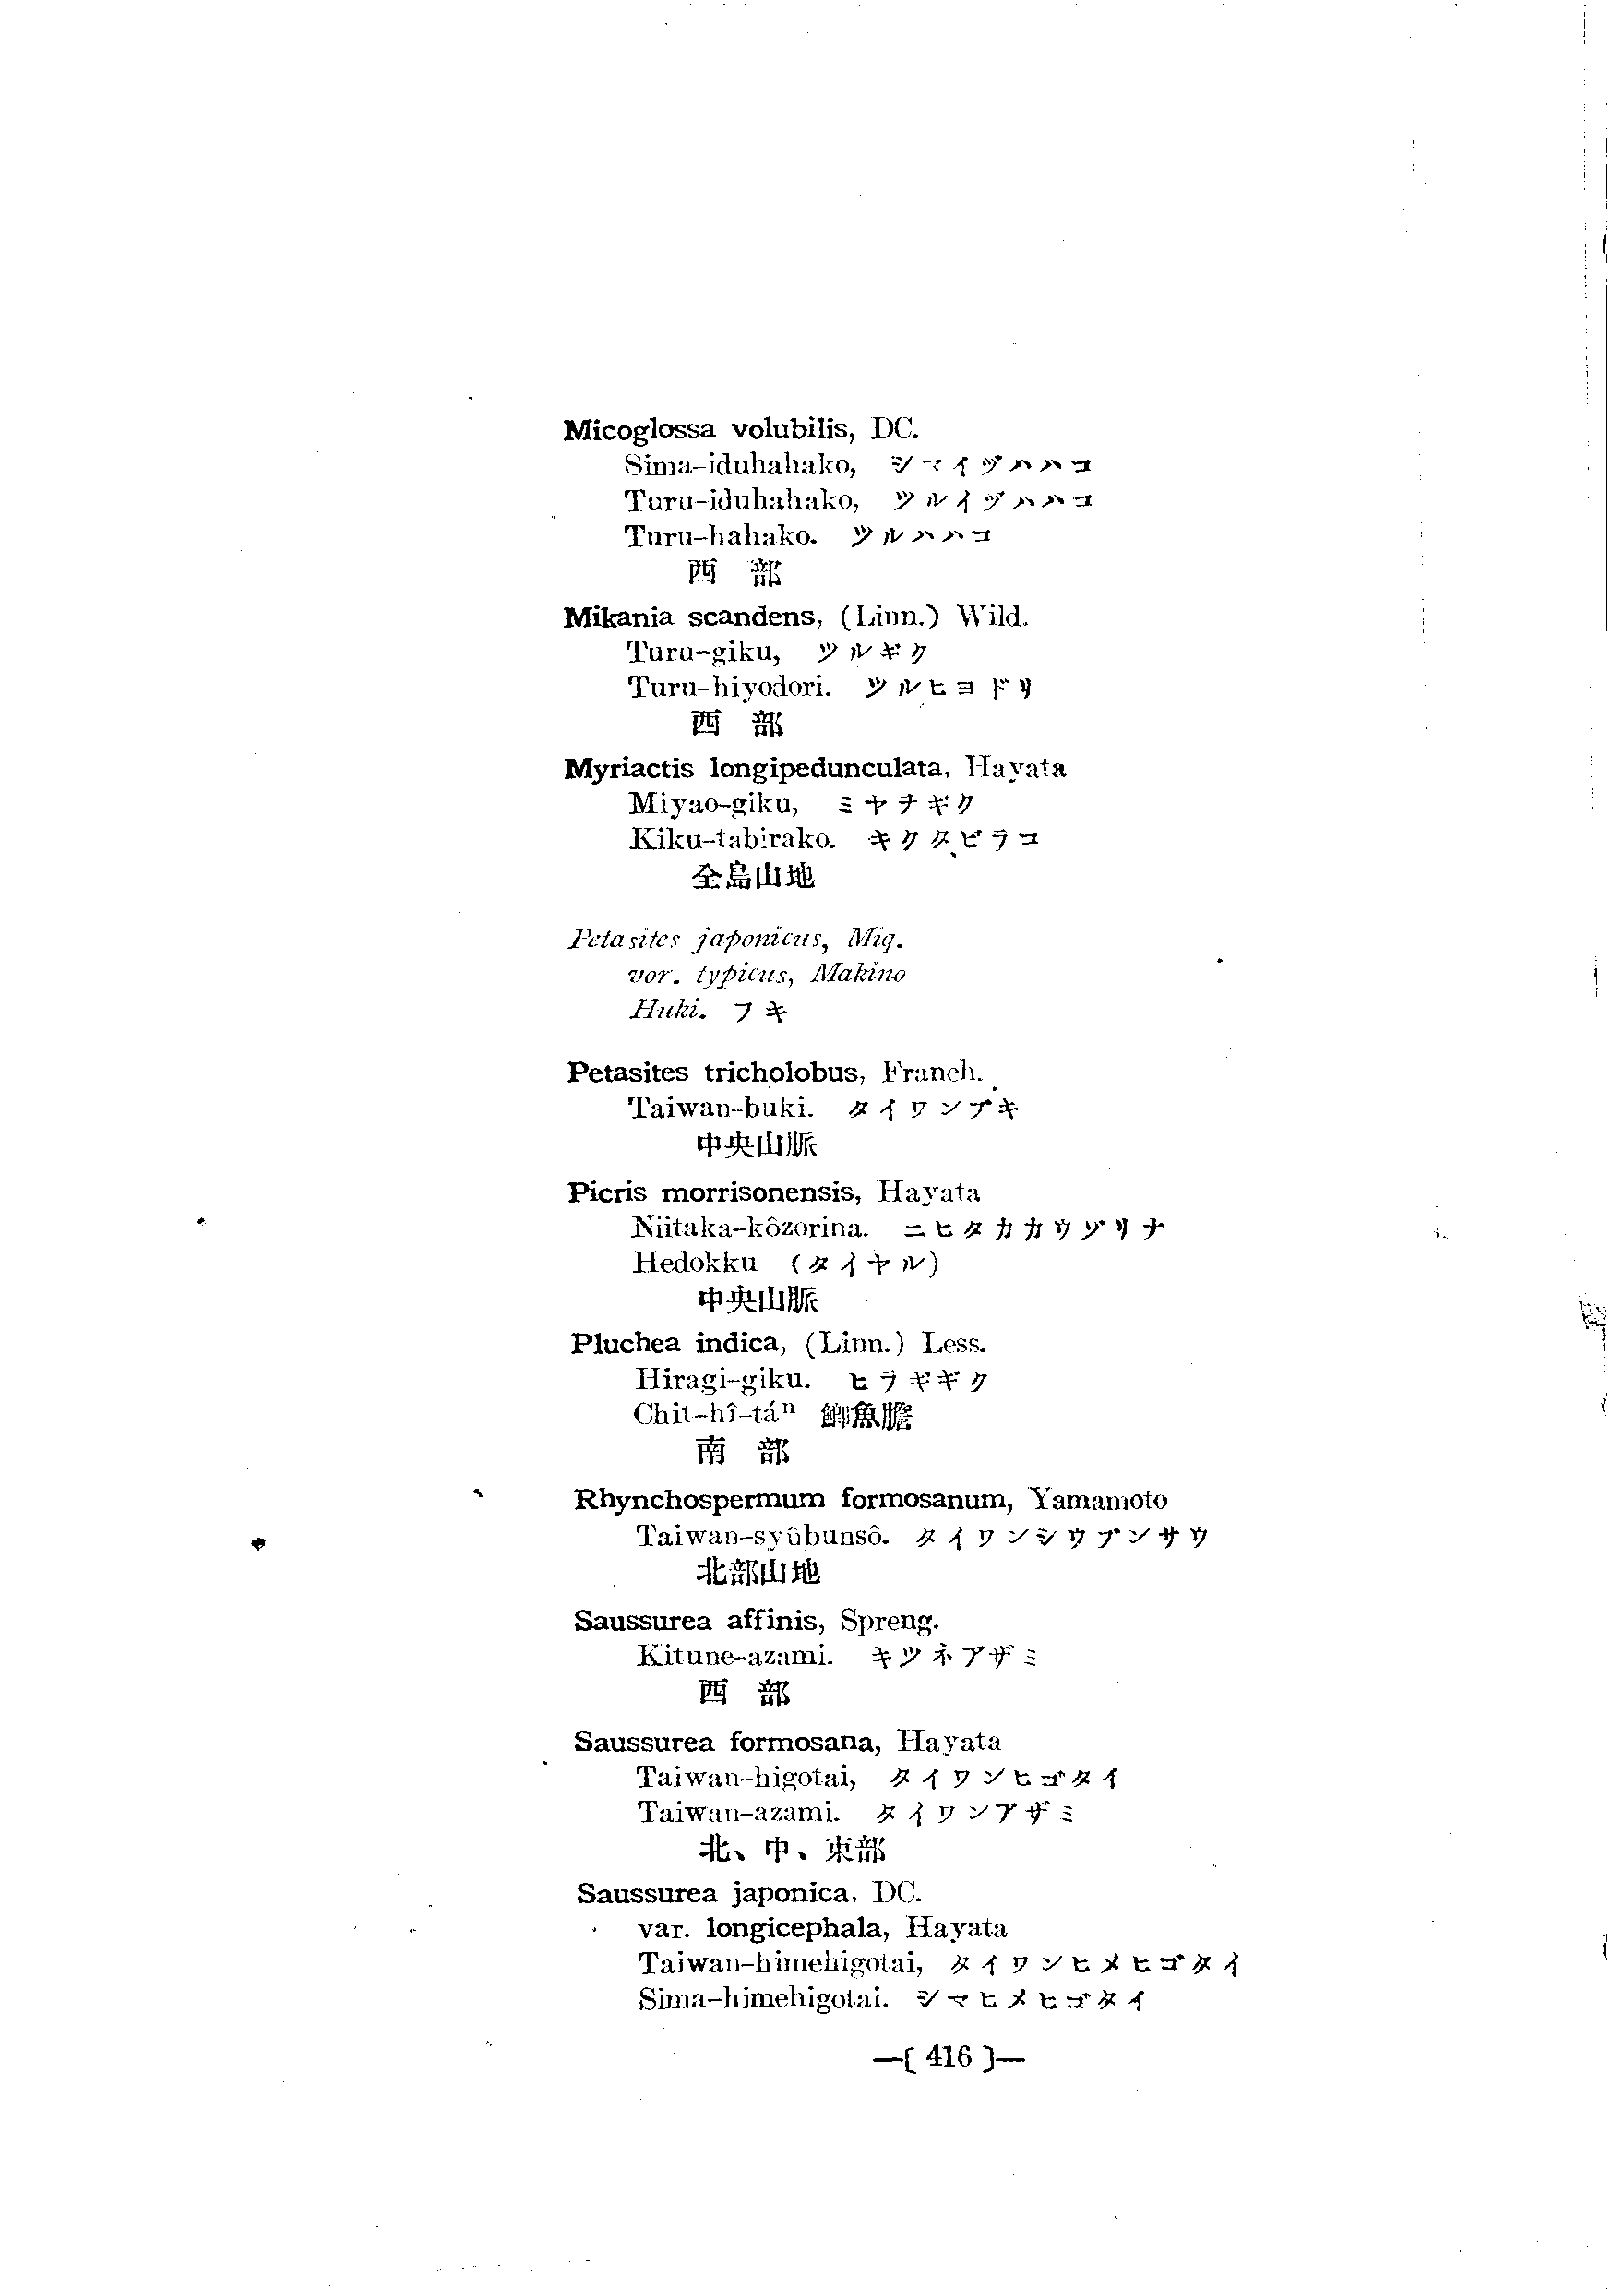 Micoglossa volubilis, DC.
Sima-iduhahako, シマイヅハハコ
Turu-iduhahako, ツルイヅハハコ
Turu-hahako. ツルハハコ
西 部
Mikania scandens, (Linn.) Wild.
Turu-giku, ツルギク
Turu-hiyodori. ツルヒヨドリ
西 部
Myriactis longipedunculata, Hayata
Miyao-giku, ミヤヲギク
Kiku-tabirako. キクタビラコ
全島山地
Petasites japonicus, Miq.
vor. typicus, Makino
Huki. フキ
Petasites tricholobus, Franch.
Taiwan-buki. タイワンブキ
中央山脈
Picris morrisonensis, Hayata
Niitaka-kôzorina. ニヒタカカウゾリナ
Hedokku (タイヤル)
中央山脈
Pluchea indica, (Linn.) Less.
Hiragi-giku. ヒラギギク
Chit-hî-táⁿ 魚膽
南 部
Rhynchospermum formosanum, Yamamoto
Taiwan-syûbunsô. タイワンシウブンサウ
北部山地
Saussurea affinis, Spreng.
Kitune-azami. キツネアザミ
西 部
Saussurea formosana, Hayata
Taiwan-higotai, タイワンヒゴタイ
Taiwan-azami. タイワンアザミ
北、中、東部
Saussurea japonica, DC.
var. longicephala, Hayata
Taiwan-himehigotai, タイワンヒメヒゴタイ
Sima-himehigotai. シマヒメヒゴタイ
—[ 416 ]—